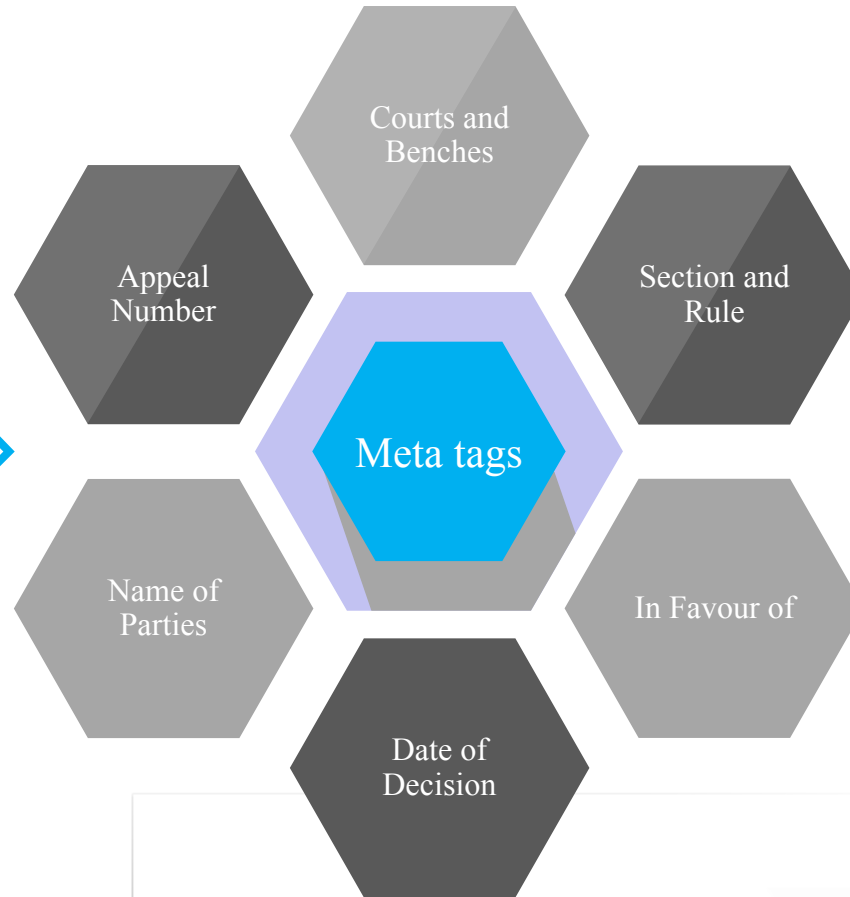 Courts and
Benches
Appeal
Number
Section and
Rule
Meta tags
Name of
Parties
In Favour of
Date of
Decision